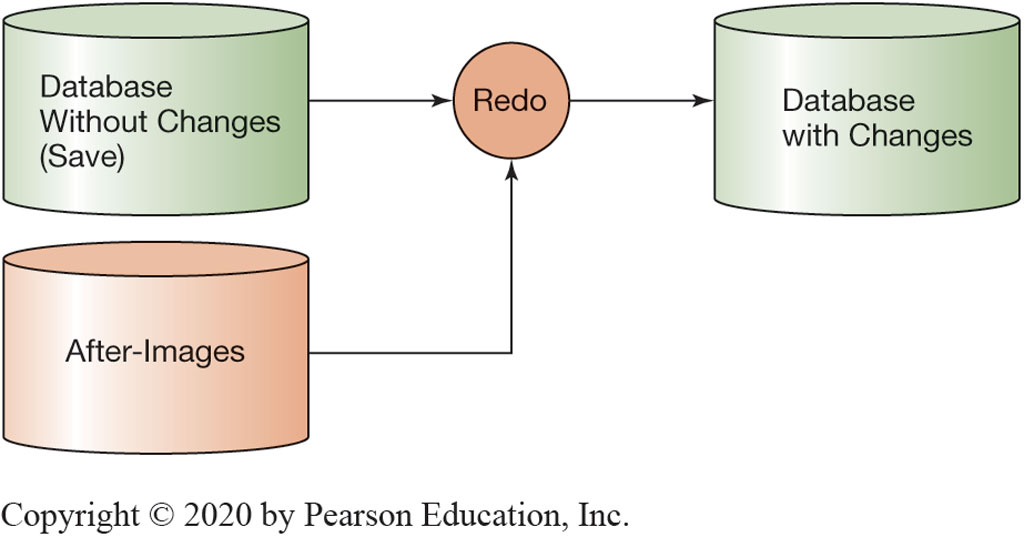 Database
Without Changes
(Save)
Redo
Database
with Changes
After-Images
Copyright © 2020 by Pearson Education, Inc.